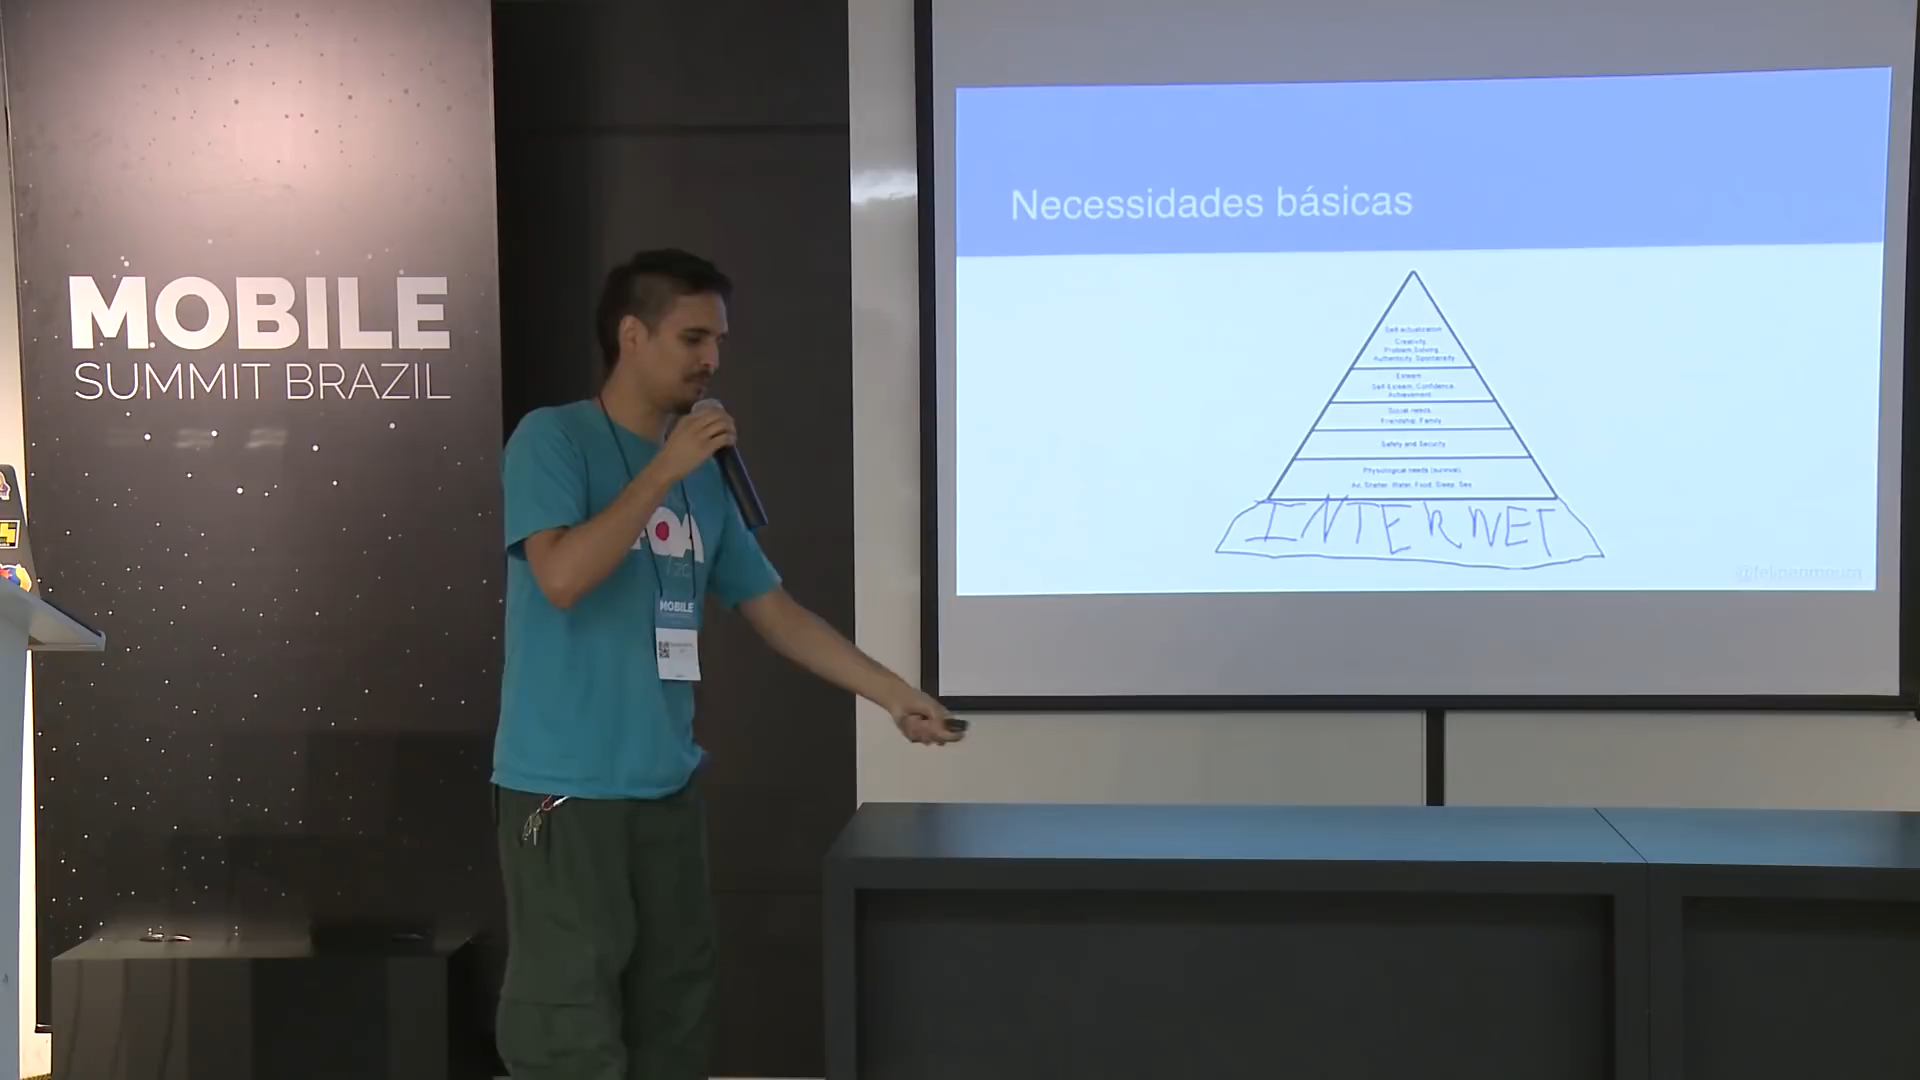 MOBILE
SUMMIT BRAZIL
Necessidades básicas
Self actualization
Creativity
Problem Solving
Authenticity, Spontaneity
Esteem
Self Esteem, Confidence
Achievement
Social needs
Friendship, Family
Safety and Security
Physiological needs (survival)
Air, Shelter, Water, Food, Sleep, Sex
INTERNET
@felipenmoura
MOBILE